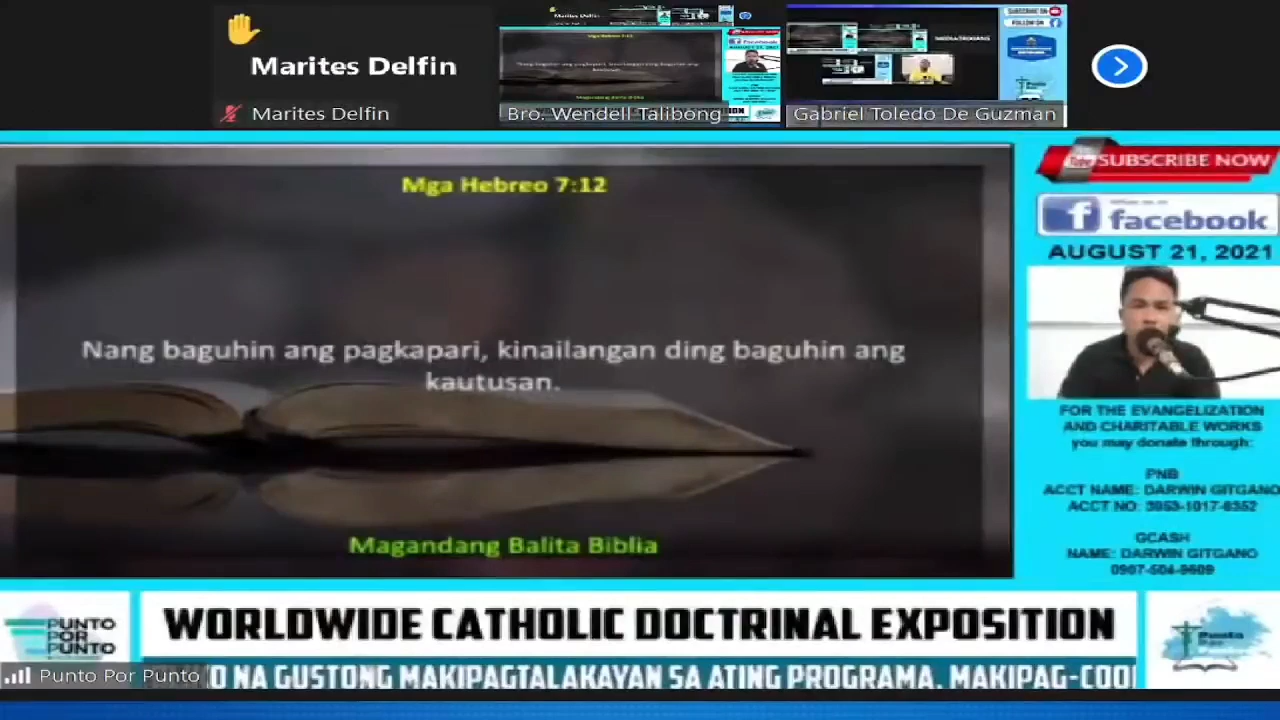 Marites Delfin
Marites Delfin
Bro. Wendell Talibong
Gabriel Toledo De Guzman
Mga Hebreo 7:12
Nang baguhin ang pagkapari, kinailangan ding baguhin ang
kautusan.
Magandang Balita Biblia
SUBSCRIBE NOW
facebook
AUGUST 21, 2021
FOR THE EVANGELIZATION
AND CHARITABLE WORKS
you may donate through:
PNB
ACCT NAME: DARWIN GITGANO
ACCT NO:
GCASH
NAME: DARWIN GITGANO
PUNTO
POR
PUNTO
WORLDWIDE CATHOLIC DOCTRINAL EXPOSITION
Punto Por Punto
O NA GUSTONG MAKIPAGTALAKAYAN SA ATING PROGRAMA, MAKIPAG-COO